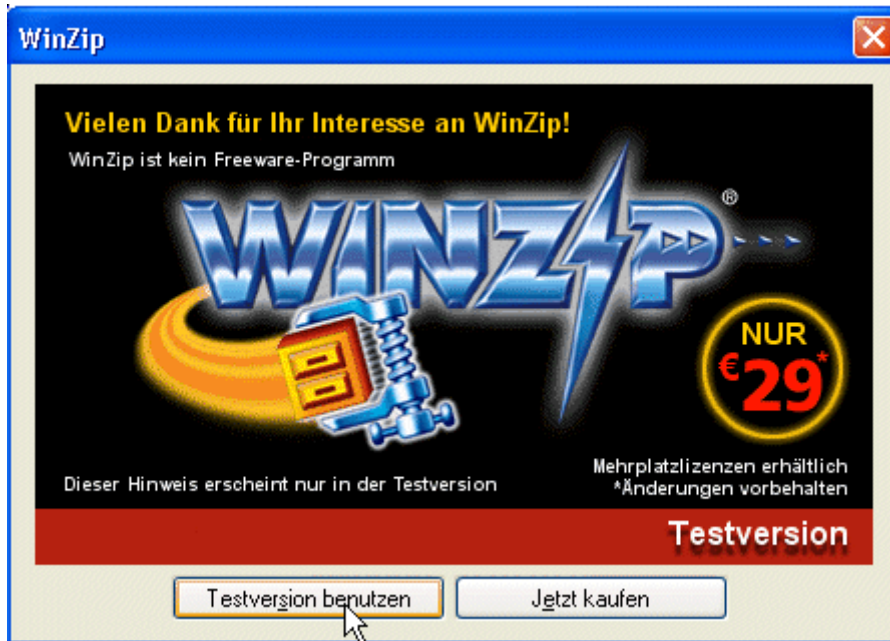 WinZip
Vielen Dank für Ihr Interesse an WinZip!
WinZip ist kein Freeware-Programm
WINZIP®
NUR
€29*
Mehrplatzlizenzen erhältlich
Dieser Hinweis erscheint nur in der Testversion
*Änderungen vorbehalten
Testversion
Testversion benutzen
Jetzt kaufen